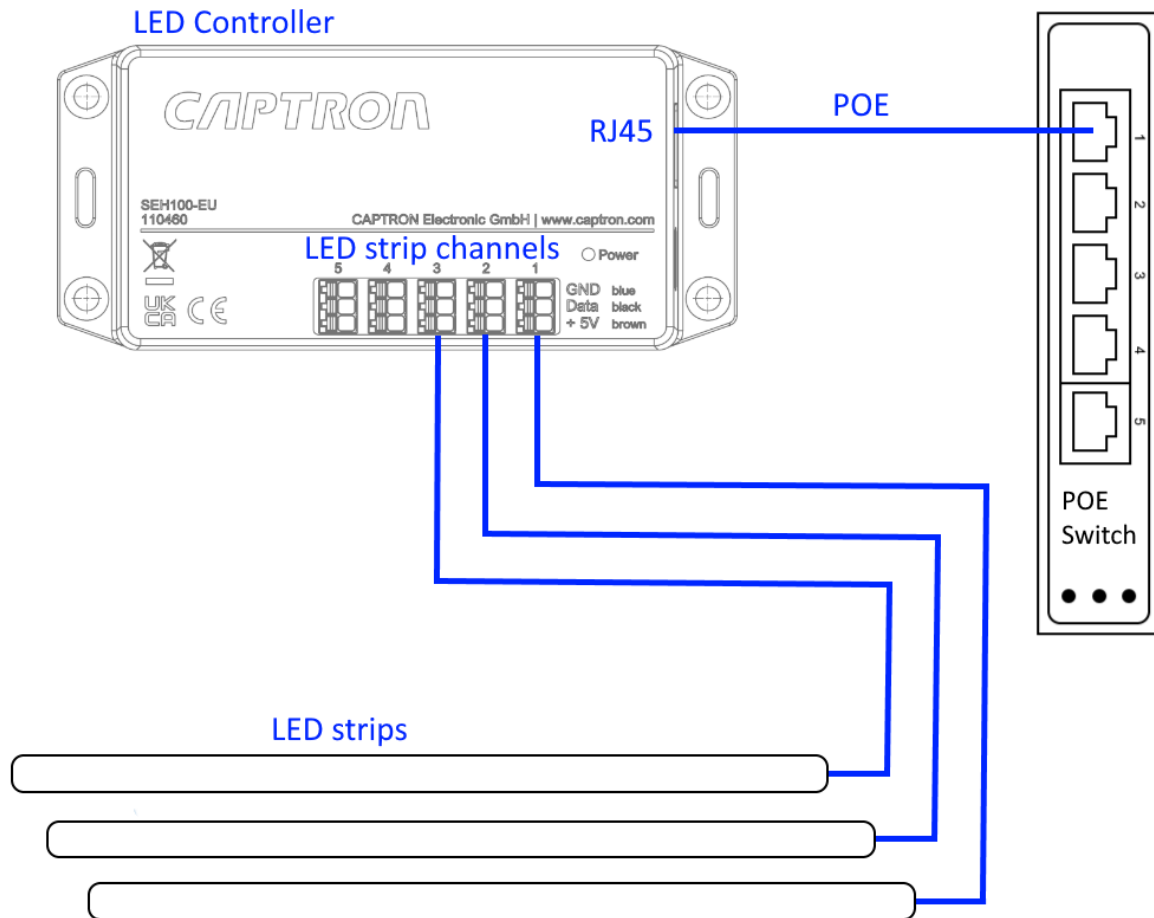 LED Controller
CAPTRON
RJ45
POE
SEH100-EU
110460
CAPTRON Electronic GmbH | www.captron.com
LED strip channels
Power
5 4 3 2 1
GND blue
Data black
+ 5V brown
UK
CA CE
1
2
3
4
5
POE
Switch
LED strips